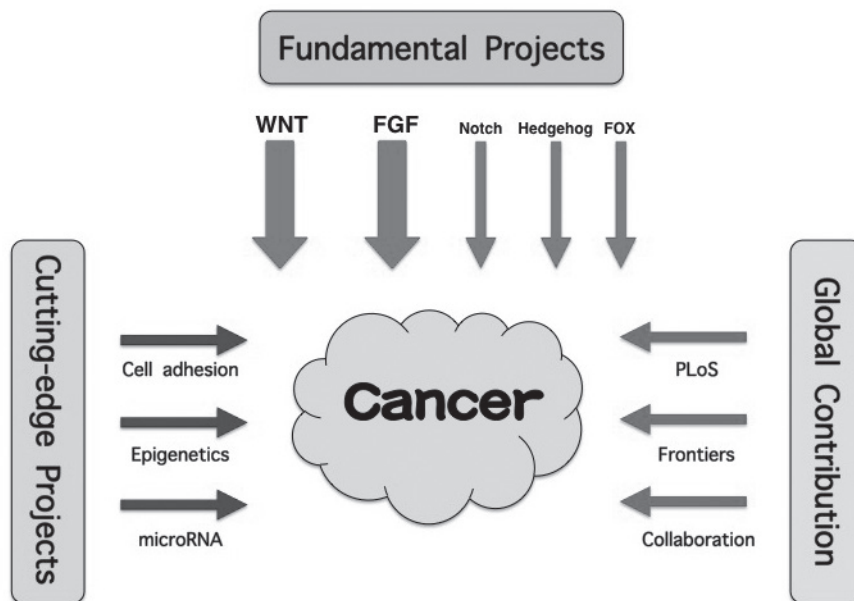 Fundamental Projects
WNT
FGF
Notch
Hedgehog
FOX
Cutting-edge Projects
Cell adhesion
Epigenetics
microRNA
Cancer
PLoS
Frontiers
Collaboration
Global Contribution